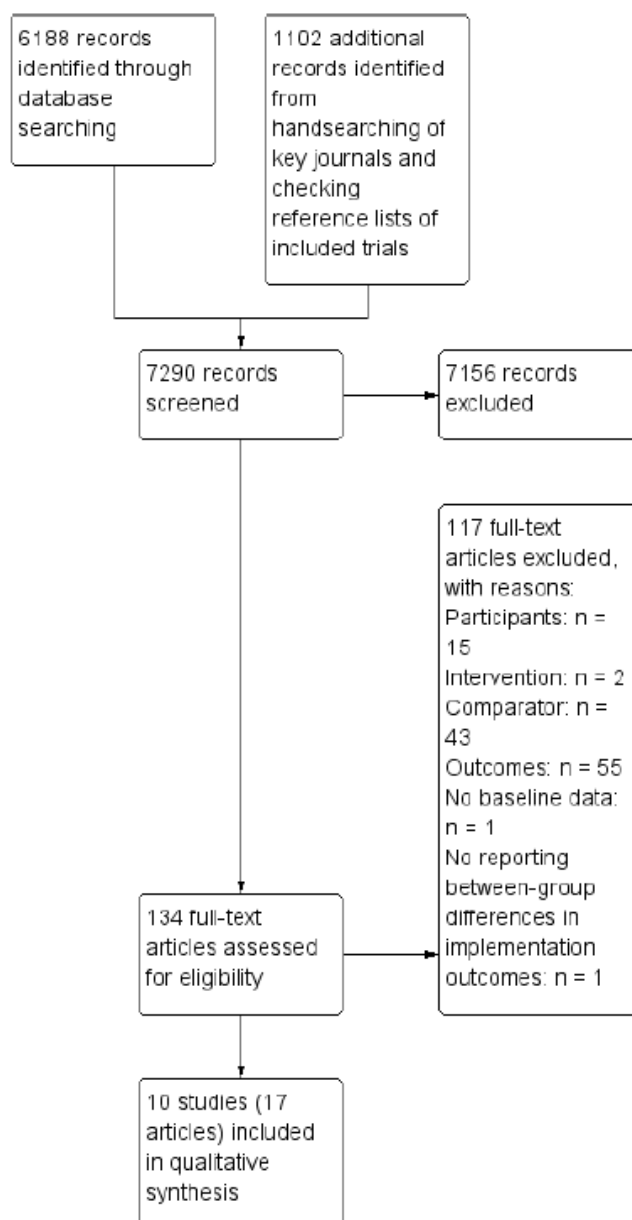 6188 records
identified through
database
searching
1102 additional
records identified
from
handsearching of
key journals and
checking
reference lists of
included trials
7290 records
screened
7156 records
excluded
117 full-text
articles excluded,
with reasons:
Participants: n =
15
Intervention: n = 2
Comparator: n =
43
Outcomes: n = 55
No baseline data:
n = 1
No reporting
between-group
differences in
implementation
outcomes: n = 1
134 full-text
articles assessed
for eligibility
10 studies (17
articles) included
in qualitative
synthesis